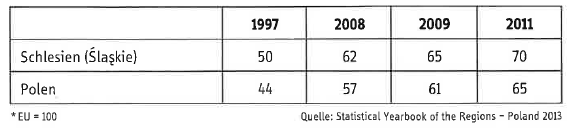 1997 2008 2009 2011
Schlesien (Śląskie) 50 62 65 70
Polen 44 57 61 65
* EU = 100 Quelle: Statistical Yearbook of the Regions – Poland 2013